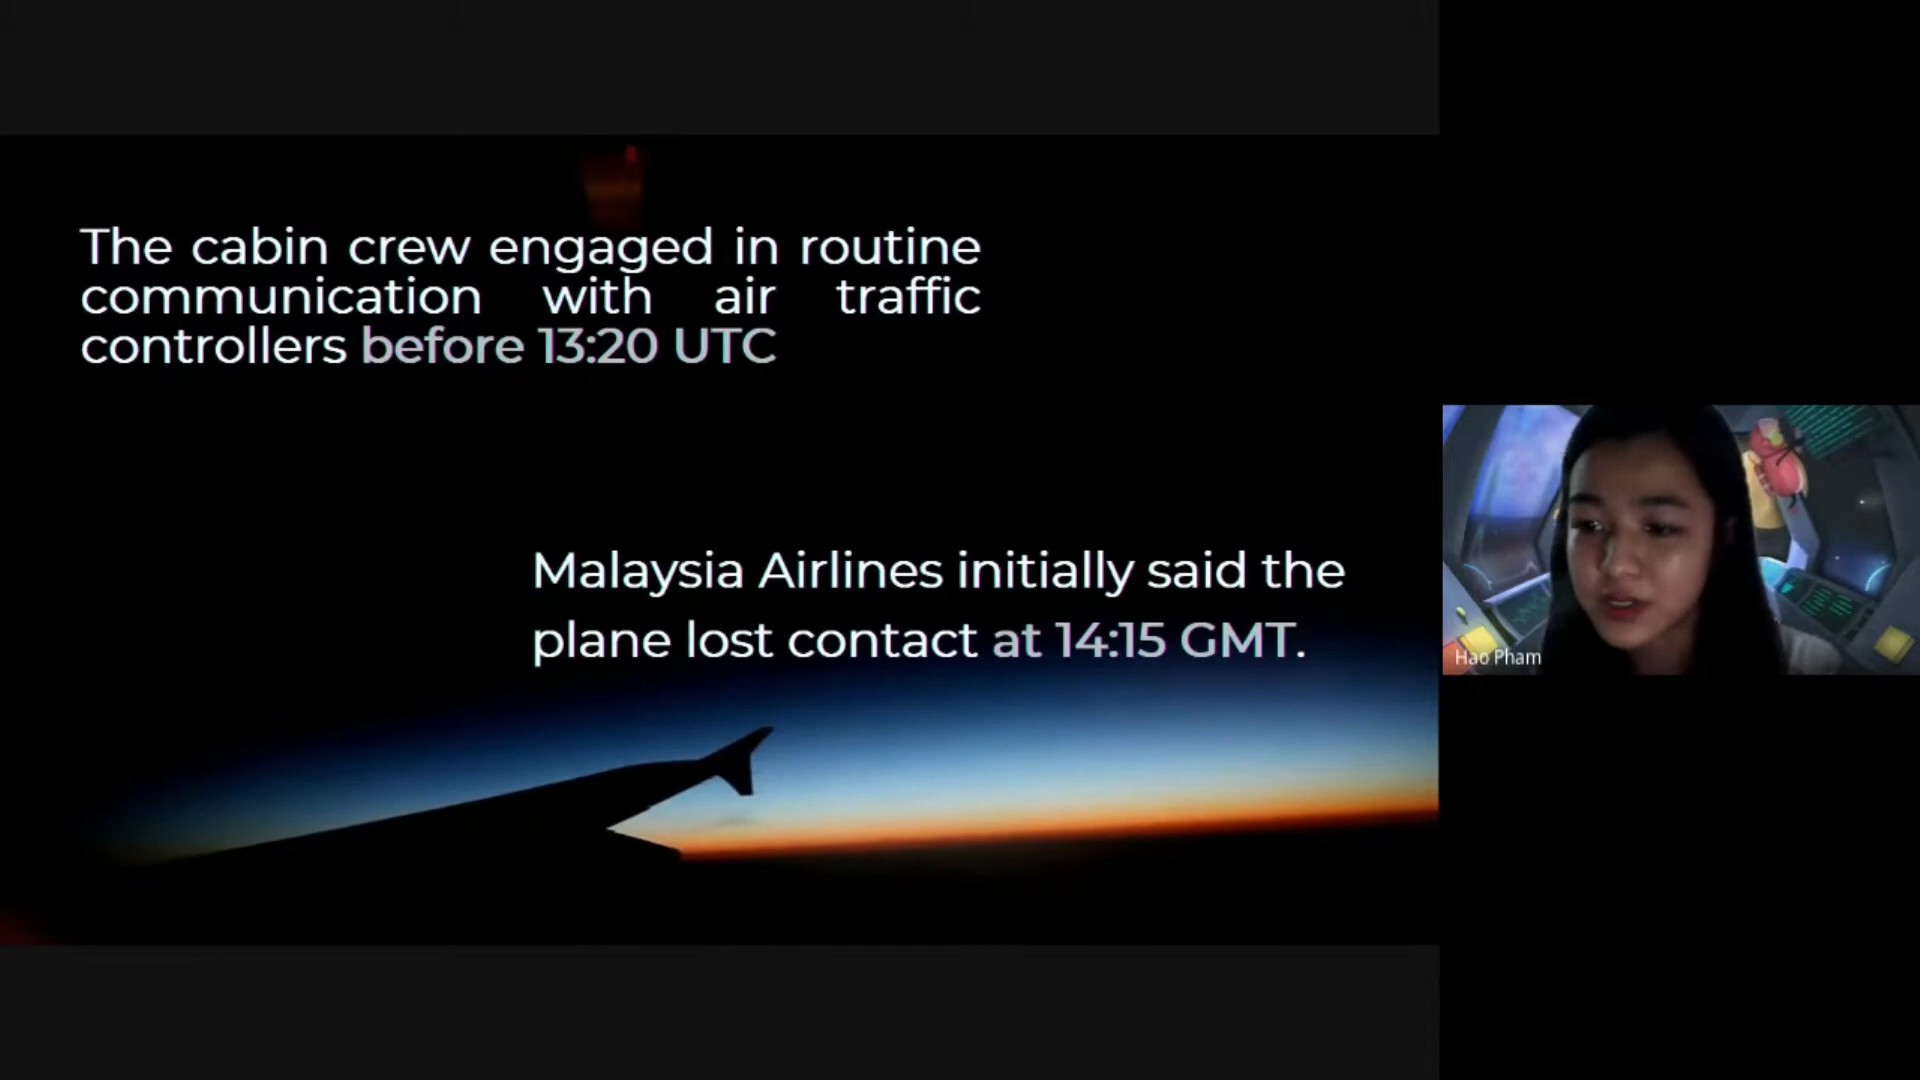 The cabin crew engaged in routine
communication with air traffic
controllers before 13:20 UTC
Malaysia Airlines initially said the
plane lost contact at 14:15 GMT.
Hao Pham